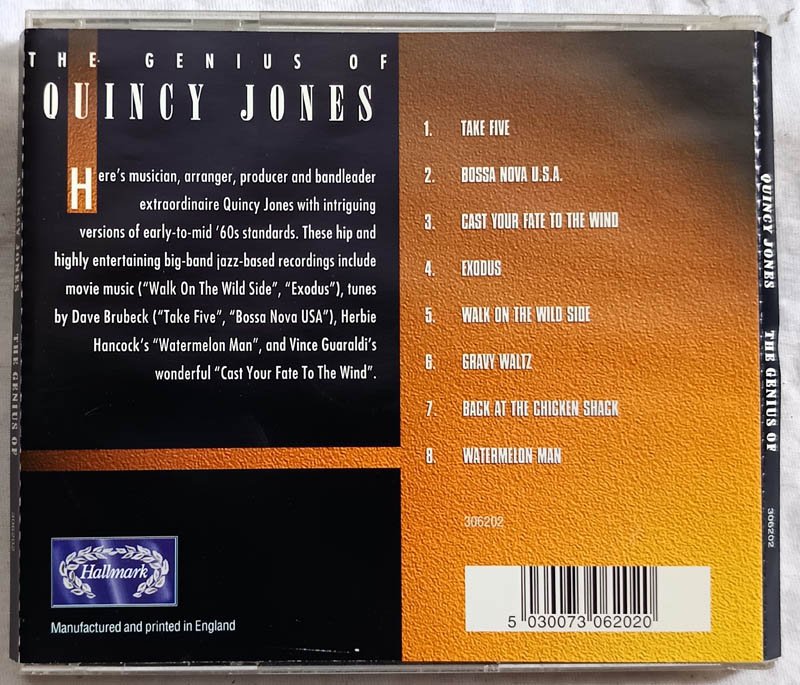 THE GENIUS OF
QUINCY JONES
Here's musician, arranger, producer and bandleader
extraordinaire Quincy Jones with intriguing
versions of early-to-mid '60s standards. These hip and
highly entertaining big-band jazz-based recordings include
movie music ("Walk On The Wild Side", "Exodus"), tunes
by Dave Brubeck ("Take Five", "Bossa Nova USA"), Herbie
Hancock's "Watermelon Man", and Vince Guaraldi's
wonderful "Cast Your Fate To The Wind".
1. TAKE FIVE
2. BOSSA NOVA U.S.A.
3. CAST YOUR FATE TO THE WIND
4. EXODUS
5. WALK ON THE WILD SIDE
6. GRAVY WALTZ
7. BACK AT THE CHICKEN SHACK
8. WATERMELON MAN
306202
5 030073 062020
Hallmark
Manufactured and printed in England
QUINCY JONES THE GENIUS OF 306202
QUINCY JONES THE GENIUS OF 306202